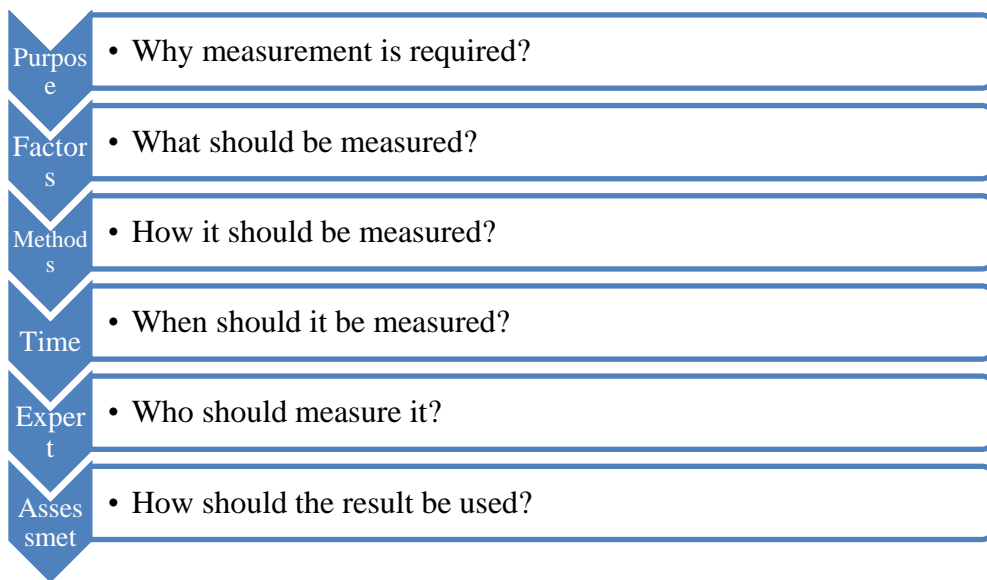 Purpos
e
• Why measurement is required?
Factor
s
• What should be measured?
Method
s
• How it should be measured?
Time
• When should it be measured?
Exper
t
• Who should measure it?
Asses
smet
• How should the result be used?